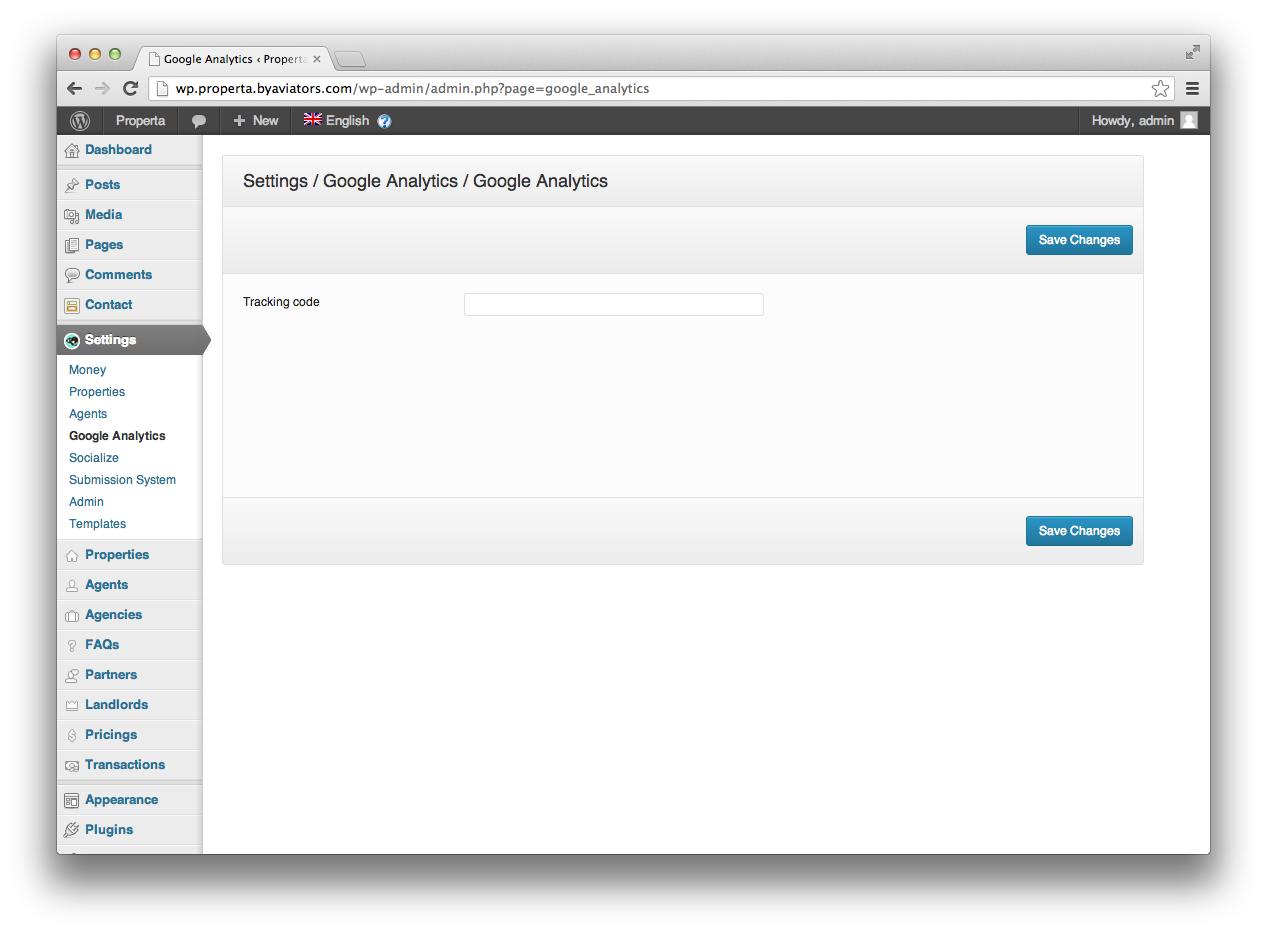 Google Analytics ‹ Properta
wp.properta.byaviators.com/wp-admin/admin.php?page=google_analytics
Properta
New
English
Howdy, admin
Dashboard
Posts
Media
Pages
Comments
Contact
Settings
Money
Properties
Agents
Google Analytics
Socialize
Submission System
Admin
Templates
Properties
Agents
Agencies
FAQs
Partners
Landlords
Pricings
Transactions
Appearance
Plugins
Settings / Google Analytics / Google Analytics
Save Changes
Tracking code
Save Changes